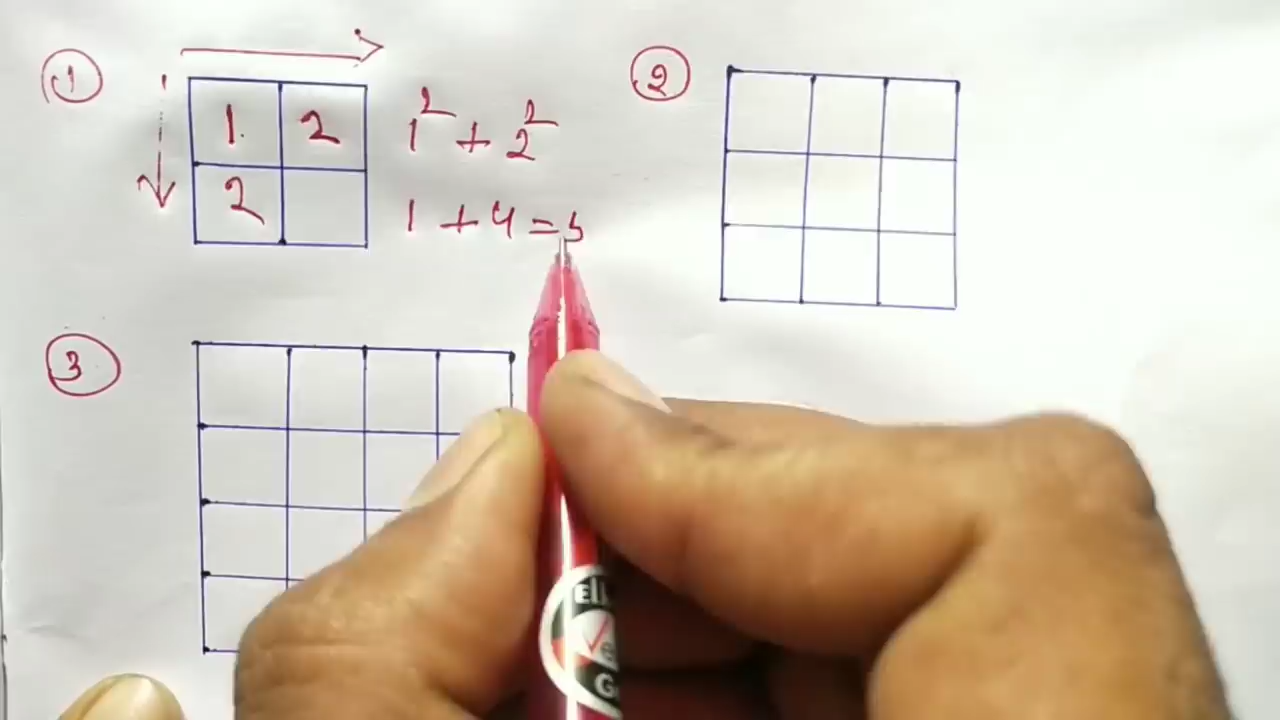 1
1 2
2
1² + 2²
1 + 4 = 5
2
3